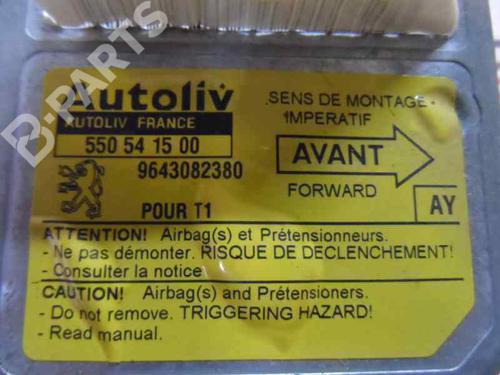 B-PARTS
Autoliv
AUTOLIV FRANCE
550 54 15 00
9643082380
POUR T1
SENS DE MONTAGE
IMPERATIF
AVANT
FORWARD
AY
ATTENTION! Airbag(s) et Prétensionneurs.
- Ne pas démonter. RISQUE DE DECLENCHEMENT!
- Consulter la notice
CAUTION! Airbag(s) and Prétensioners.
- Do not remove. TRIGGERING HAZARD!
- Read manual.